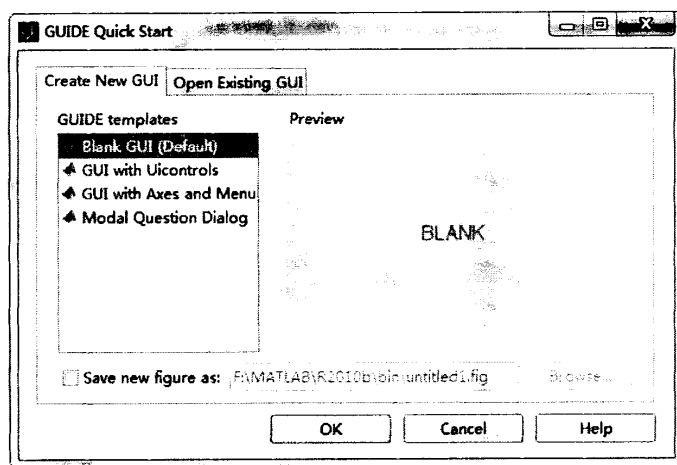 GUIDE Quick Start
Create New GUI
Open Existing GUI
GUIDE templates
Preview
Blank GUI (Default)
GUI with Uicontrols
GUI with Axes and Menu
Modal Question Dialog
BLANK
Save new figure as:
F:\MATLAB\R2010b\bin\untitled1.fig
Browse...
OK
Cancel
Help